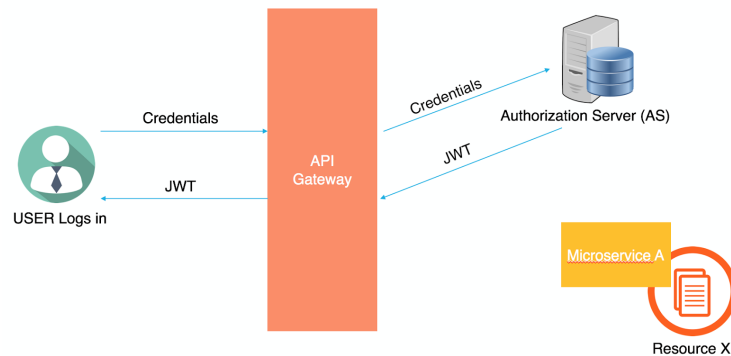 Credentials
Credentials
Authorization Server (AS)
API
Gateway
JWT
JWT
USER Logs in
Microservice A
Resource X